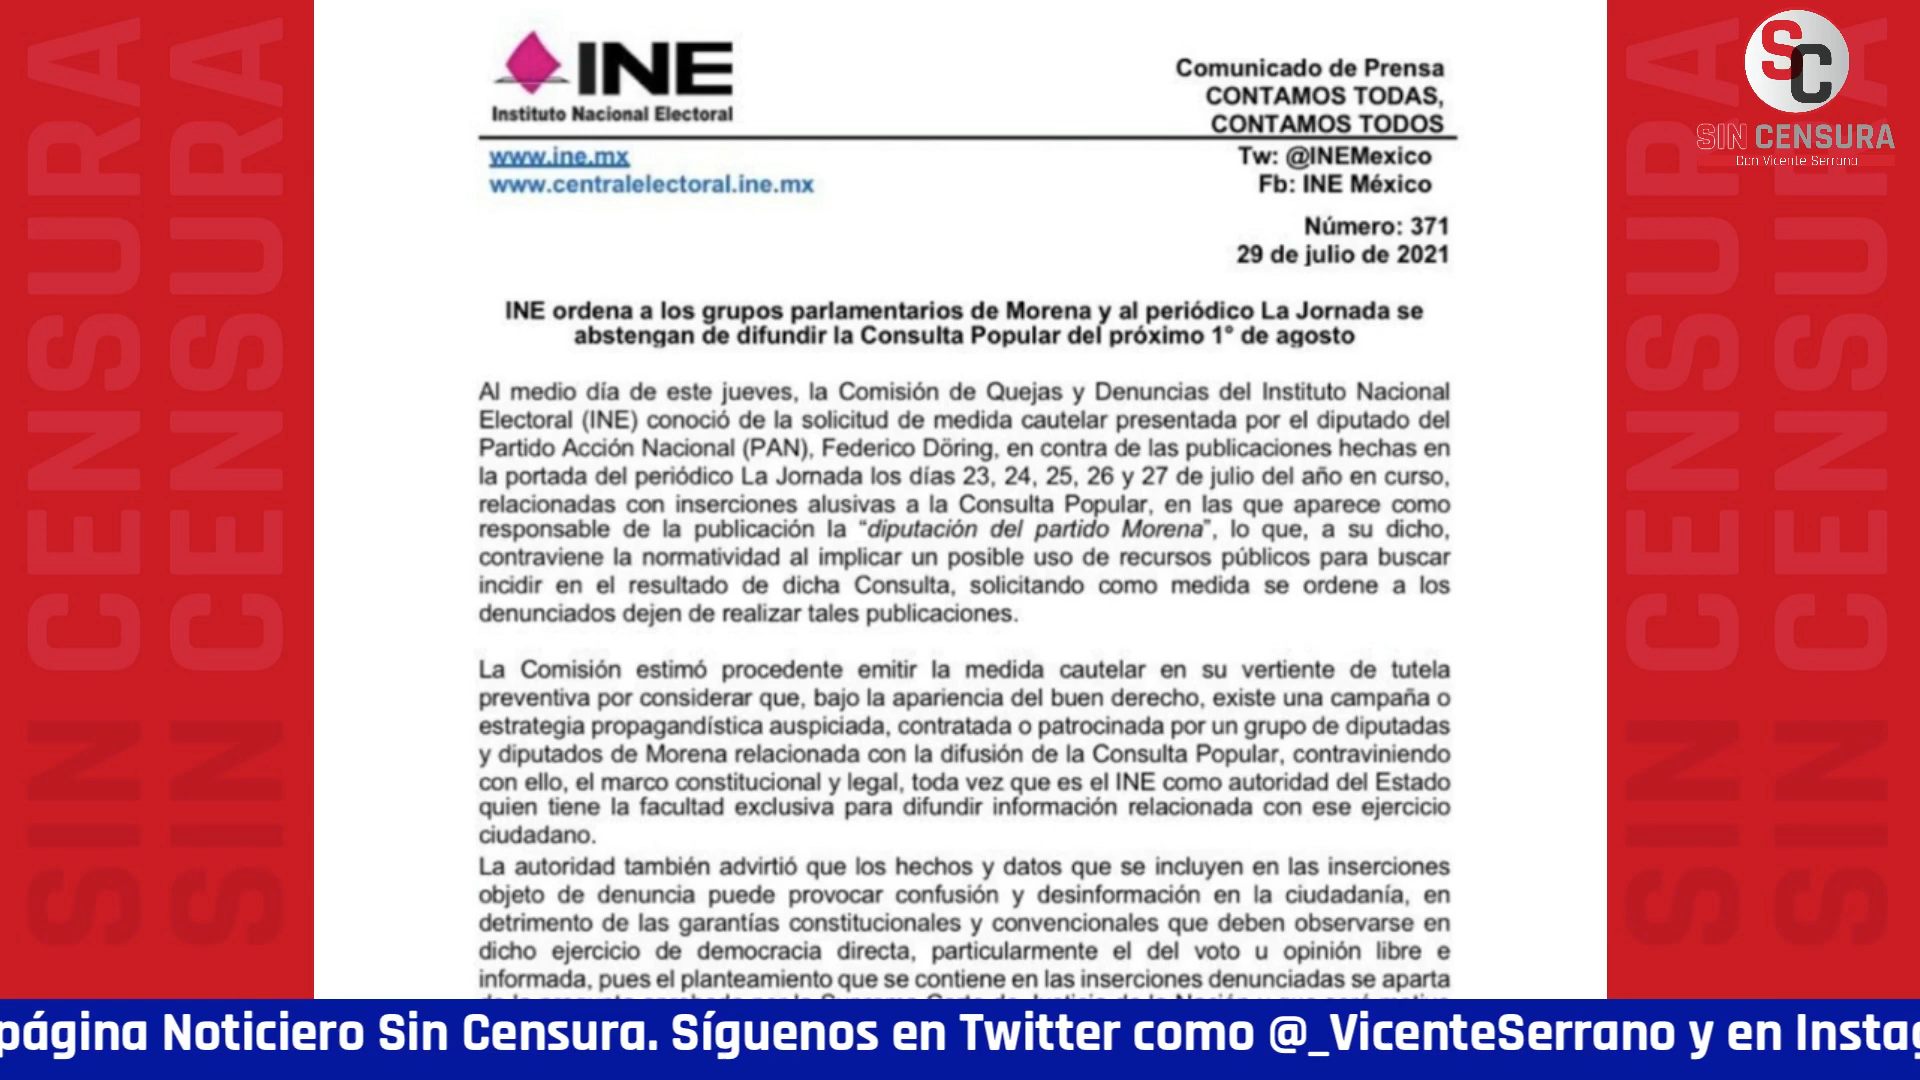 INE
Instituto Nacional Electoral
Comunicado de Prensa
CONTAMOS TODAS,
CONTAMOS TODOS
www.ine.mx
www.centralelectoral.ine.mx
Tw: @INEMexico
Fb: INE México
Número: 371
29 de julio de 2021
INE ordena a los grupos parlamentarios de Morena y al periódico La Jornada se
abstengan de difundir la Consulta Popular del próximo 1° de agosto
Al medio día de este jueves, la Comisión de Quejas y Denuncias del Instituto Nacional
Electoral (INE) conoció de la solicitud de medida cautelar presentada por el diputado del
Partido Acción Nacional (PAN), Federico Döring, en contra de las publicaciones hechas en
la portada del periódico La Jornada los días 23, 24, 25, 26 y 27 de julio del año en curso,
relacionadas con inserciones alusivas a la Consulta Popular, en las que aparece como
responsable de la publicación la “diputación del partido Morena”, lo que, a su dicho,
contraviene la normatividad al implicar un posible uso de recursos públicos para buscar
incidir en el resultado de dicha Consulta, solicitando como medida se ordene a los
denunciados dejen de realizar tales publicaciones.
La Comisión estimó procedente emitir la medida cautelar en su vertiente de tutela
preventiva por considerar que, bajo la apariencia del buen derecho, existe una campaña o
estrategia propagandística auspiciada, contratada o patrocinada por un grupo de diputadas
y diputados de Morena relacionada con la difusión de la Consulta Popular, contraviniendo
con ello, el marco constitucional y legal, toda vez que es el INE como autoridad del Estado
quien tiene la facultad exclusiva para difundir información relacionada con ese ejercicio
ciudadano.
La autoridad también advirtió que los hechos y datos que se incluyen en las inserciones
objeto de denuncia puede provocar confusión y desinformación en la ciudadanía, en
detrimento de las garantías constitucionales y convencionales que deben observarse en
dicho ejercicio de democracia directa, particularmente el del voto u opinión libre e
informada, pues el planteamiento que se contiene en las inserciones denunciadas se aparta
SIN CENSURA
SIN CENSURA
SIN CENSURA
SIN CENSURA
SC
SIN CENSURA
Con Vicente Serrano
página Noticiero Sin Censura. Síguenos en Twitter como @_VicenteSerrano y en Instag